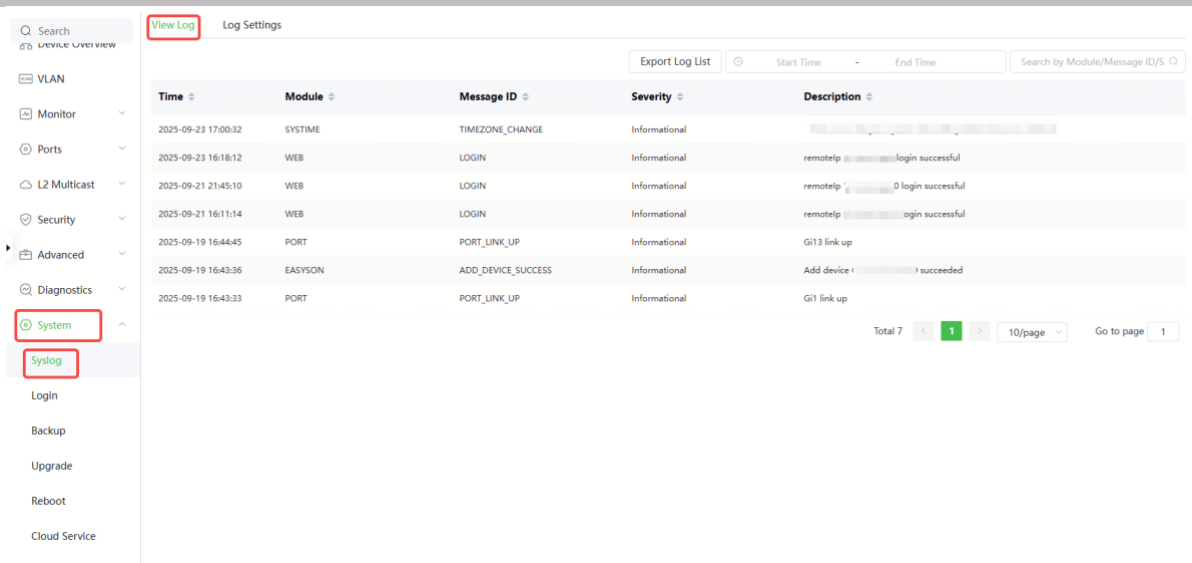 Search
Device Overview
VLAN
VLAN
Monitor
Ports
L2 Multicast
Security
Advanced
Diagnostics
System
Syslog
Login
Backup
Upgrade
Reboot
Cloud Service
View Log Log Settings
Export Log List Start Time - End Time Search by Module/Message ID/S
Time Module Message ID Severity Description
2025-09-23 17:00:32 SYSTIME TIMEZONE_CHANGE Informational
2025-09-23 16:18:12 WEB LOGIN Informational remoteIp login successful
2025-09-21 21:45:10 WEB LOGIN Informational remoteIp 0 login successful
2025-09-21 16:11:14 WEB LOGIN Informational remoteIp ogin successful
2025-09-19 16:44:45 PORT PORT_LINK_UP Informational Gi13 link up
2025-09-19 16:43:36 EASYSON ADD_DEVICE_SUCCESS Informational Add device succeeded
2025-09-19 16:43:33 PORT PORT_LINK_UP Informational Gi1 link up
Total 7 < 1 > 10/page Go to page 1